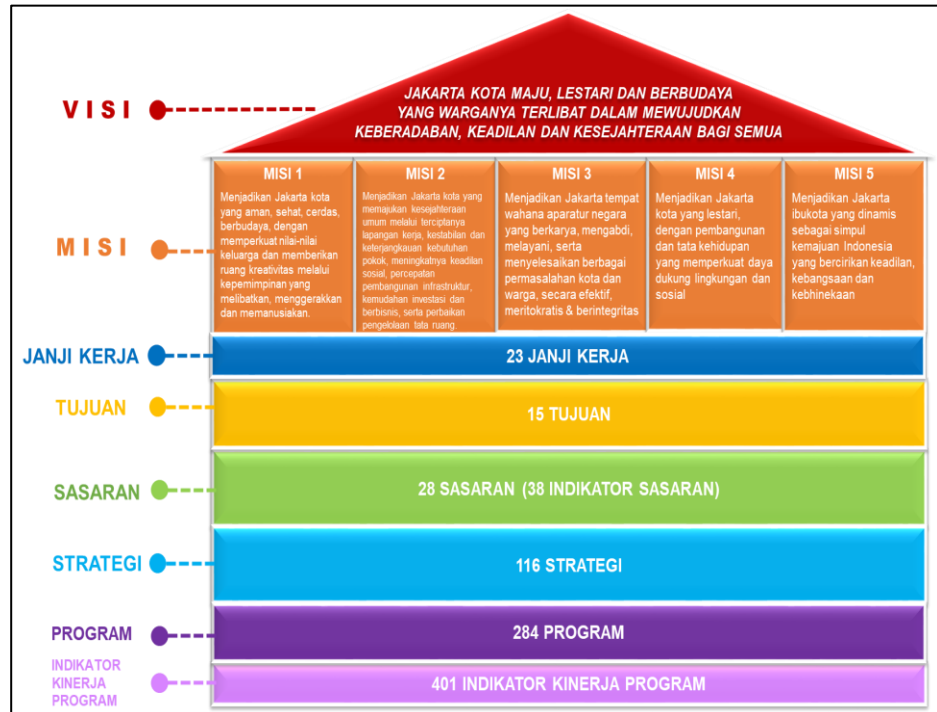 VISI
JAKARTA KOTA MAJU, LESTARI DAN BERBUDAYA
YANG WARGANYA TERLIBAT DALAM MEWUJUDKAN
KEBERADABAN, KEADILAN DAN KESEJAHTERAAN BAGI SEMUA
MISI
MISI 1
Menjadikan Jakarta kota
yang aman, sehat, cerdas,
berbudaya, dengan
memperkuat nilai-nilai
keluarga dan memberikan
ruang kreativitas melalui
kepemimpinan yang
melibatkan, menggerakkan
dan memanusiakan.
MISI 2
Menjadikan Jakarta kota yang
memajukan kesejahteraan
umum melalui terciptanya
lapangan kerja, kestabilan dan
keterjangkauan kebutuhan
pokok, meningkatnya keadilan
sosial, percepatan
pembangunan infrastruktur,
kemudahan investasi dan
berbisnis, serta perbaikan
pengelolaan tata ruang.
MISI 3
Menjadikan Jakarta tempat
wahana aparatur negara
yang berkarya, mengabdi,
melayani, serta
menyelesaikan berbagai
permasalahan kota dan
warga, secara efektif,
meritokratis & berintegritas
MISI 4
Menjadikan Jakarta
kota yang lestari,
dengan pembangunan
dan tata kehidupan
yang memperkuat daya
dukung lingkungan dan
sosial
MISI 5
Menjadikan Jakarta
ibukota yang dinamis
sebagai simpul
kemajuan Indonesia
yang bercirikan keadilan,
kebangsaan dan
kebhinekaan
JANJI KERJA
23 JANJI KERJA
TUJUAN
15 TUJUAN
SASARAN
28 SASARAN (38 INDIKATOR SASARAN)
STRATEGI
116 STRATEGI
PROGRAM
284 PROGRAM
INDIKATOR
KINERJA
PROGRAM
401 INDIKATOR KINERJA PROGRAM